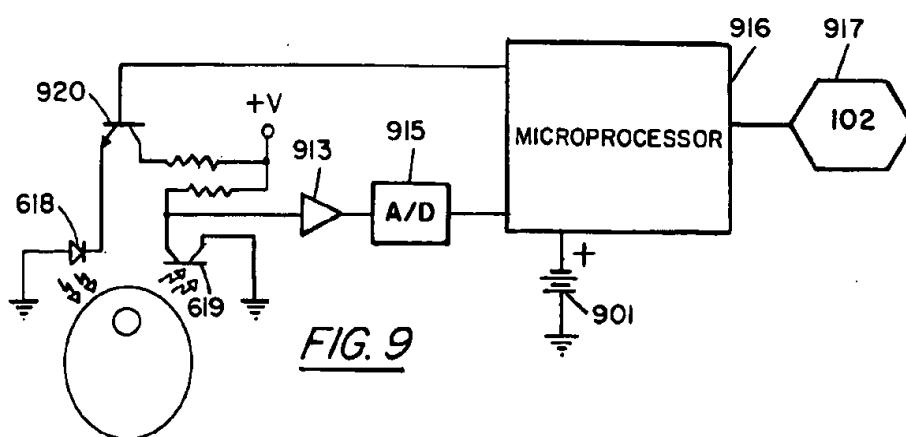 916
917
920
+V
913
915
MICROPROCESSOR
102
618
A/D
619
+
901
FIG. 9